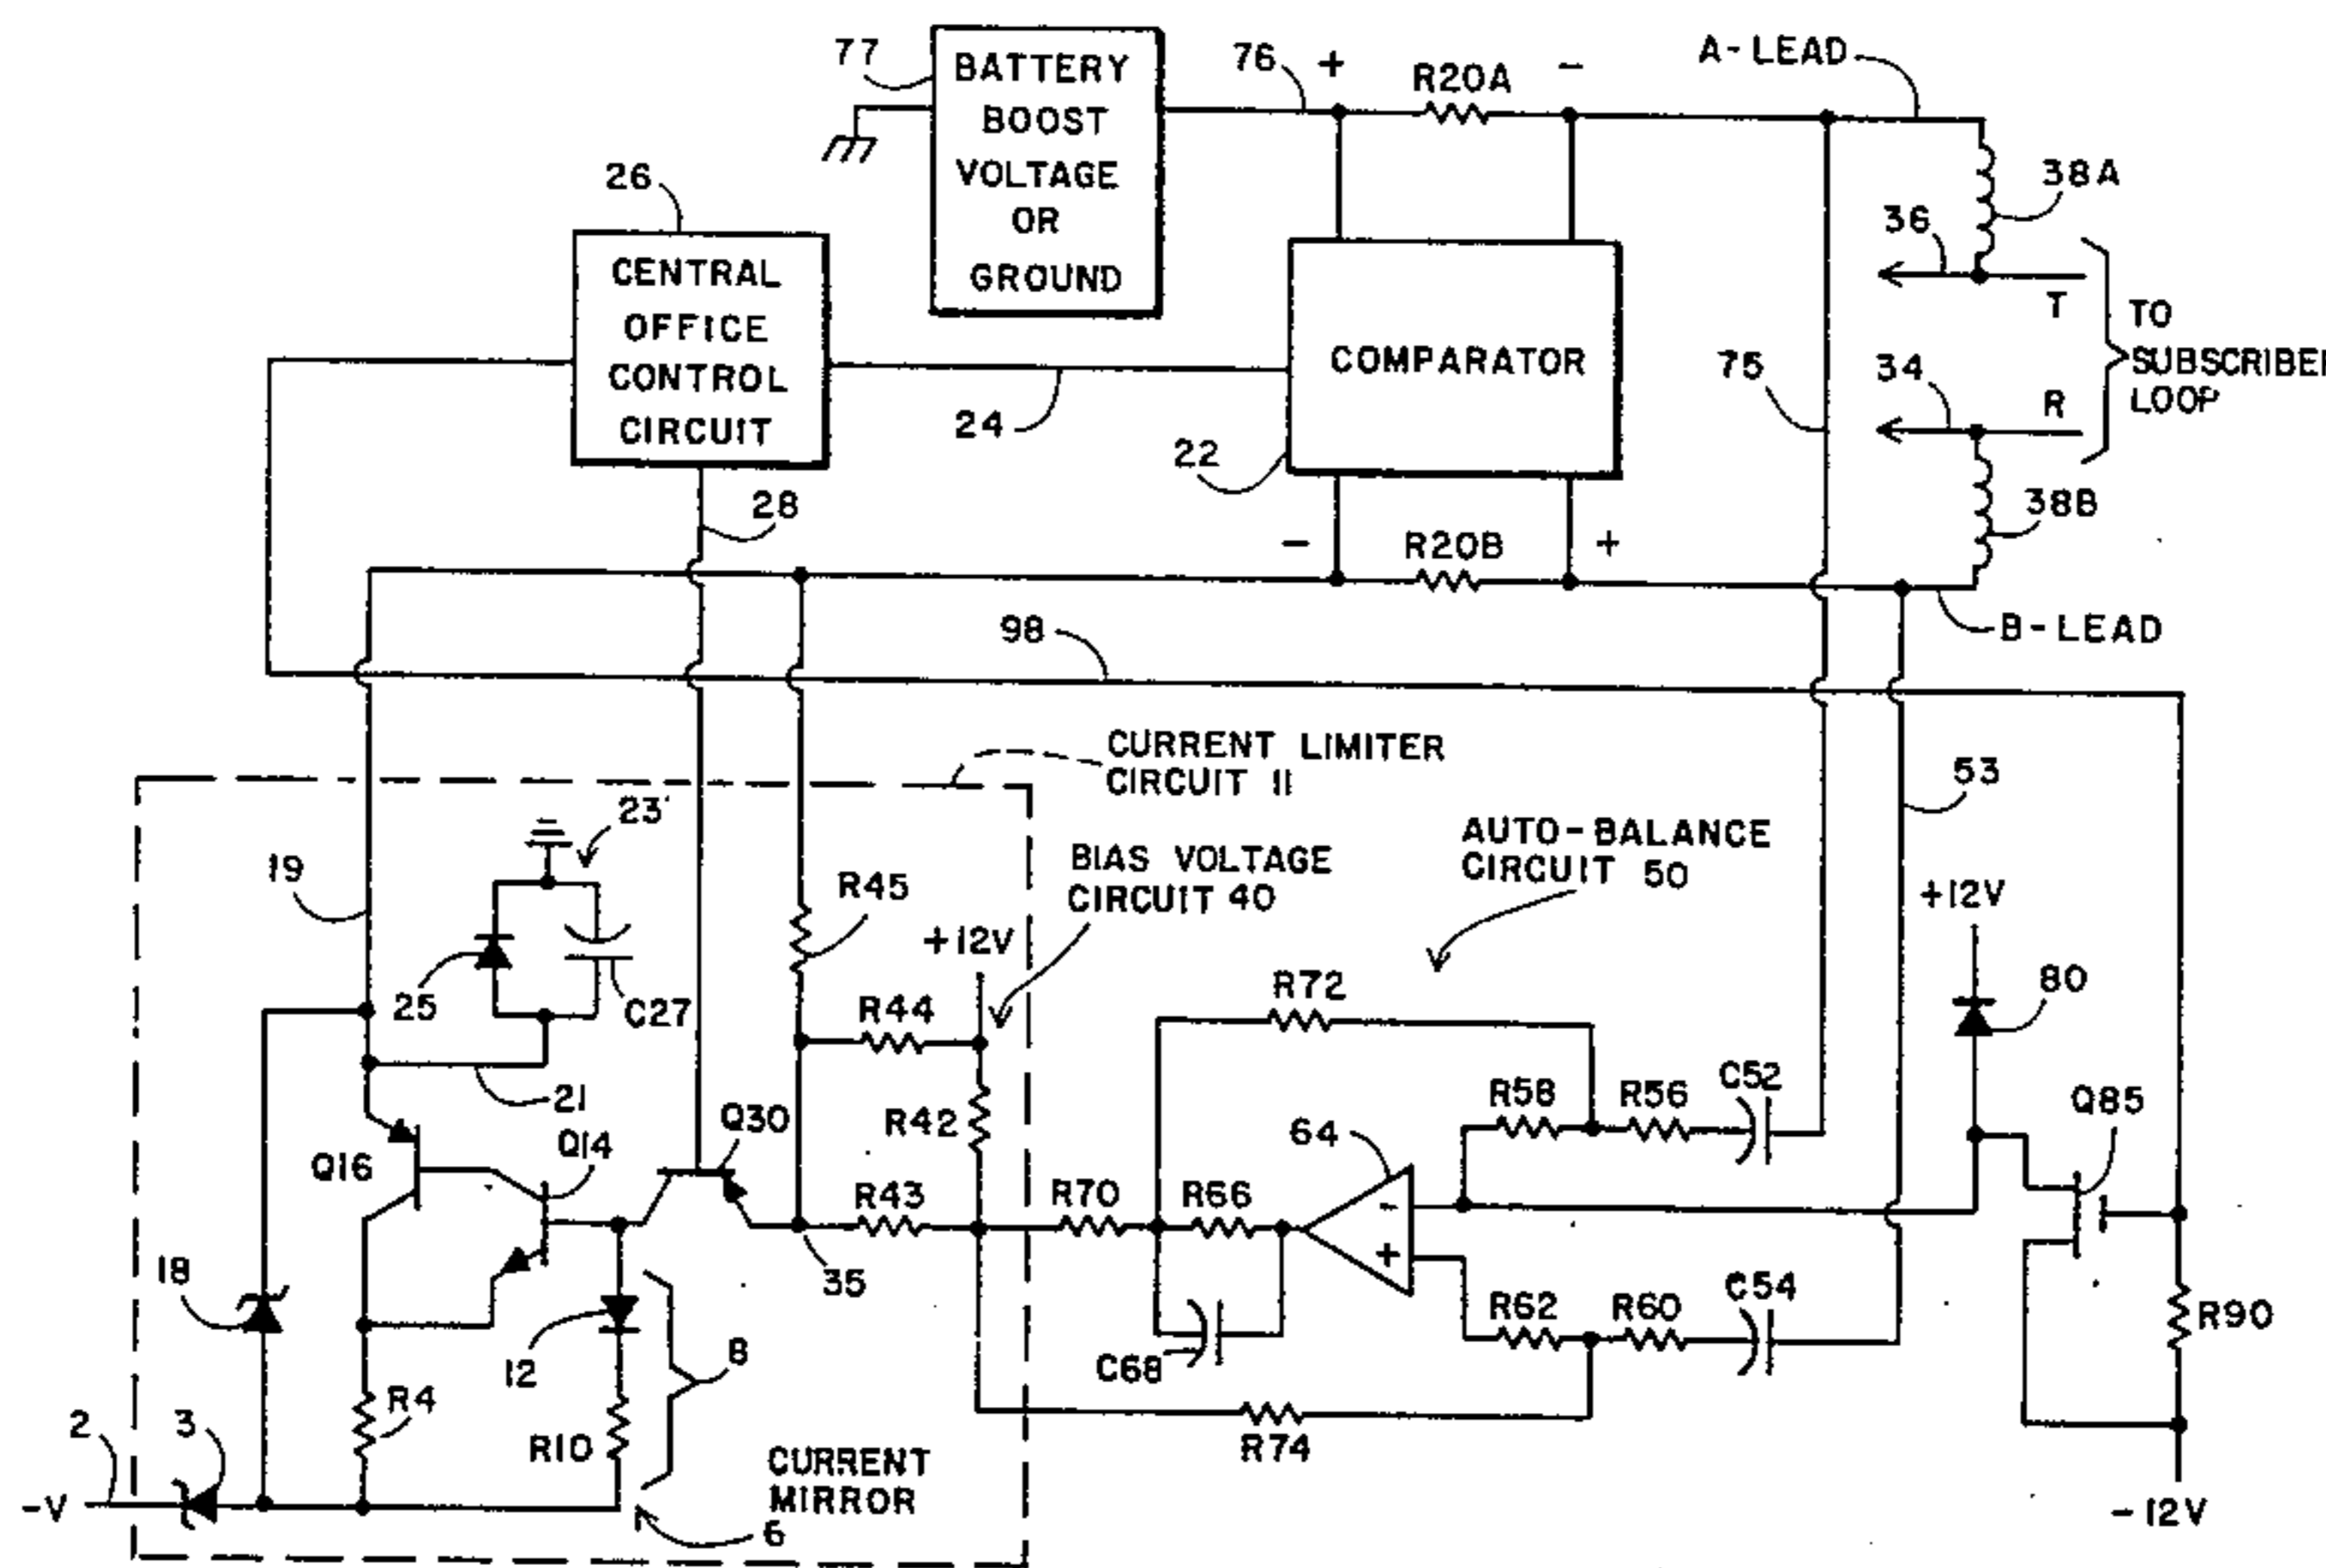 77
BATTERY
BOOST
VOLTAGE
OR
GROUND
76
+
R20A
-
A-LEAD
38A
36
T
TO
SUBSCRIBER
LOOP
34
R
38B
75
26
CENTRAL
OFFICE
CONTROL
CIRCUIT
24
COMPARATOR
22
28
-
R20B
+
B-LEAD
98
CURRENT LIMITER
CIRCUIT 11
53
23
19
25
C27
R45
BIAS VOLTAGE
CIRCUIT 40
+12V
AUTO-BALANCE
CIRCUIT 50
+12V
80
R44
R72
21
Q16
Q14
Q30
R42
64
R58
R56
C52
Q85
R43
R70
R66
-
+
35
18
12
8
C68
R62
R60
C54
R90
R4
R10
R74
2
3
-V
CURRENT
MIRROR
6
-12V